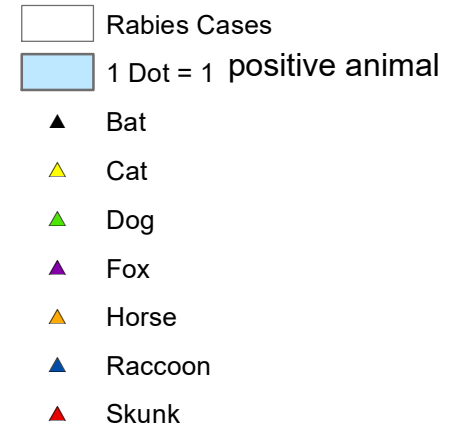 Rabies Cases
1 Dot = 1 positive animal
Bat
Cat
Dog
Fox
Horse
Raccoon
Skunk